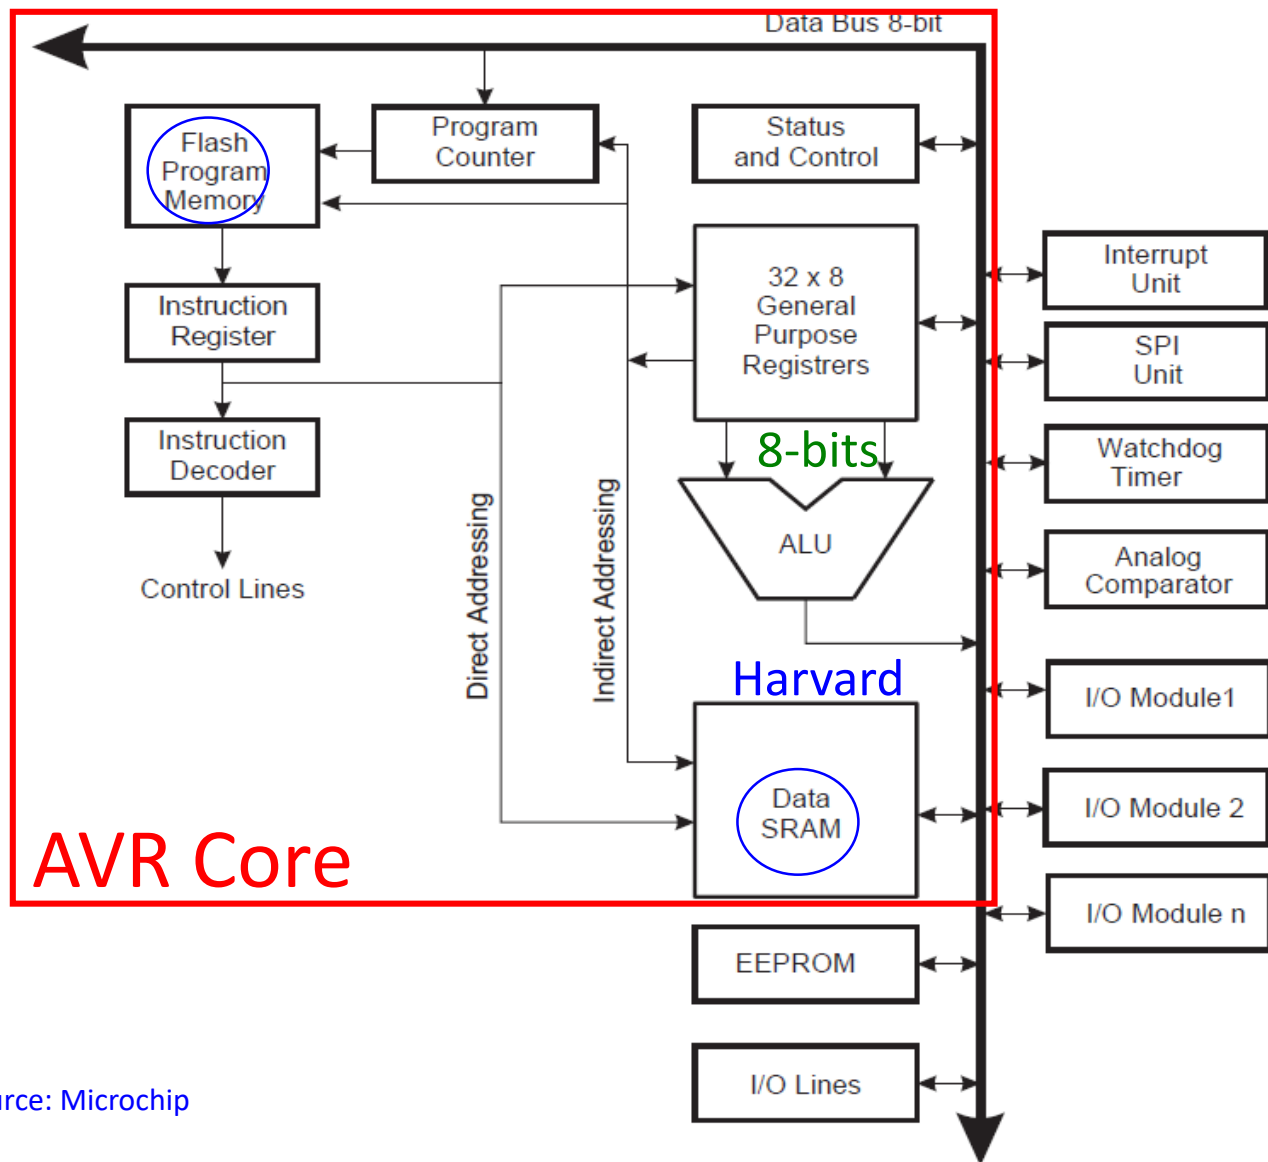 Data Bus 8-bit
Flash
Program
Memory
Program
Counter
Status
and Control
Instruction
Register
32 x 8
General
Purpose
Registrers
Interrupt
Unit
SPI
Unit
Instruction
Decoder
8-bits
Watchdog
Timer
Control Lines
Direct Addressing
Indirect Addressing
ALU
Analog
Comparator
Harvard
I/O Module1
Data
SRAM
I/O Module 2
AVR Core
I/O Module n
EEPROM
I/O Lines
urce: Microchip